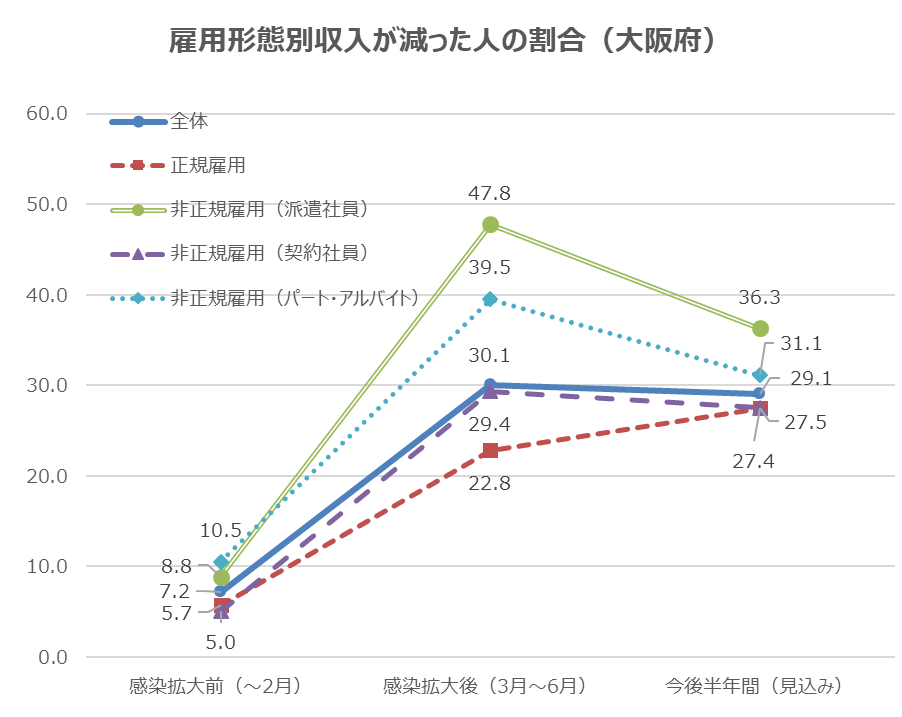 雇用形態別収入が減った人の割合（大阪府）
60.0
50.0
40.0
30.0
20.0
10.0
0.0
全体
正規雇用
非正規雇用（派遣社員）
非正規雇用（契約社員）
非正規雇用（パート・アルバイト）
47.8
39.5
36.3
31.1
30.1
29.1
29.4
27.5
27.4
22.8
10.5
8.8
7.2
5.7
5.0
感染拡大前（～2月）
感染拡大後（3月～6月）
今後半年間（見込み）